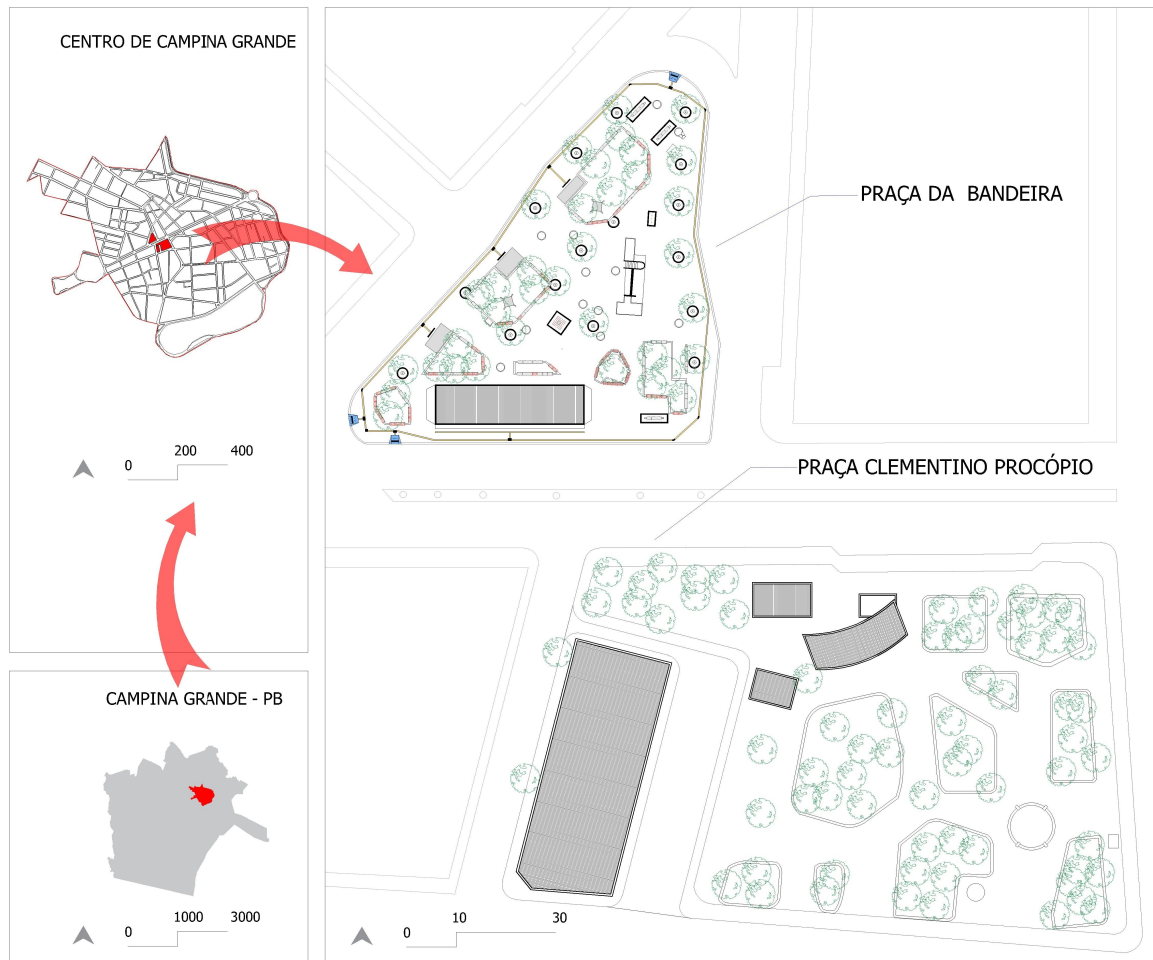 CENTRO DE CAMPINA GRANDE
0 200 400
CAMPINA GRANDE - PB
0 1000 3000
PRAÇA DA BANDEIRA
PRAÇA CLEMENTINO PROCÓPIO
0 10 30